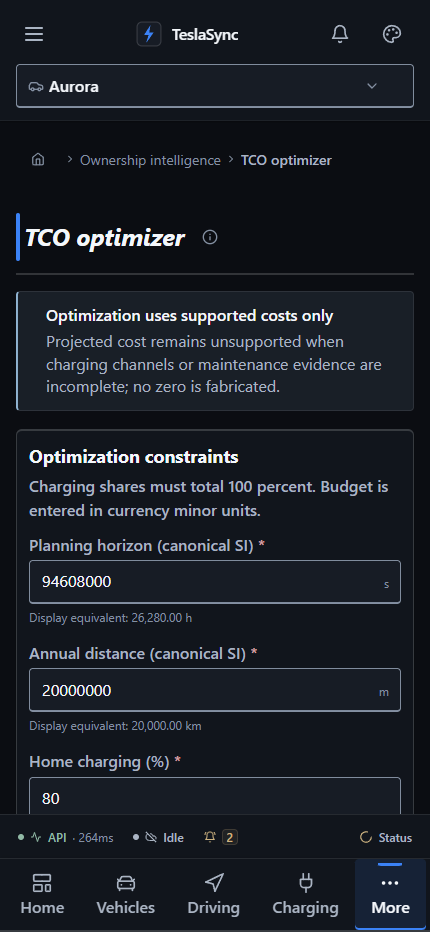 TeslaSync
Aurora
Ownership intelligence
TCO optimizer
TCO optimizer
Optimization uses supported costs only
Projected cost remains unsupported when
charging channels or maintenance evidence are
incomplete; no zero is fabricated.
Optimization constraints
Charging shares must total 100 percent. Budget is
entered in currency minor units.
Planning horizon (canonical SI) *
94608000 s
Display equivalent: 26,280.00 h
Annual distance (canonical SI) *
20000000 m
Display equivalent: 20,000.00 km
Home charging (%) *
80
API · 264ms
Idle
2
Status
Home
Vehicles
Driving
Charging
More